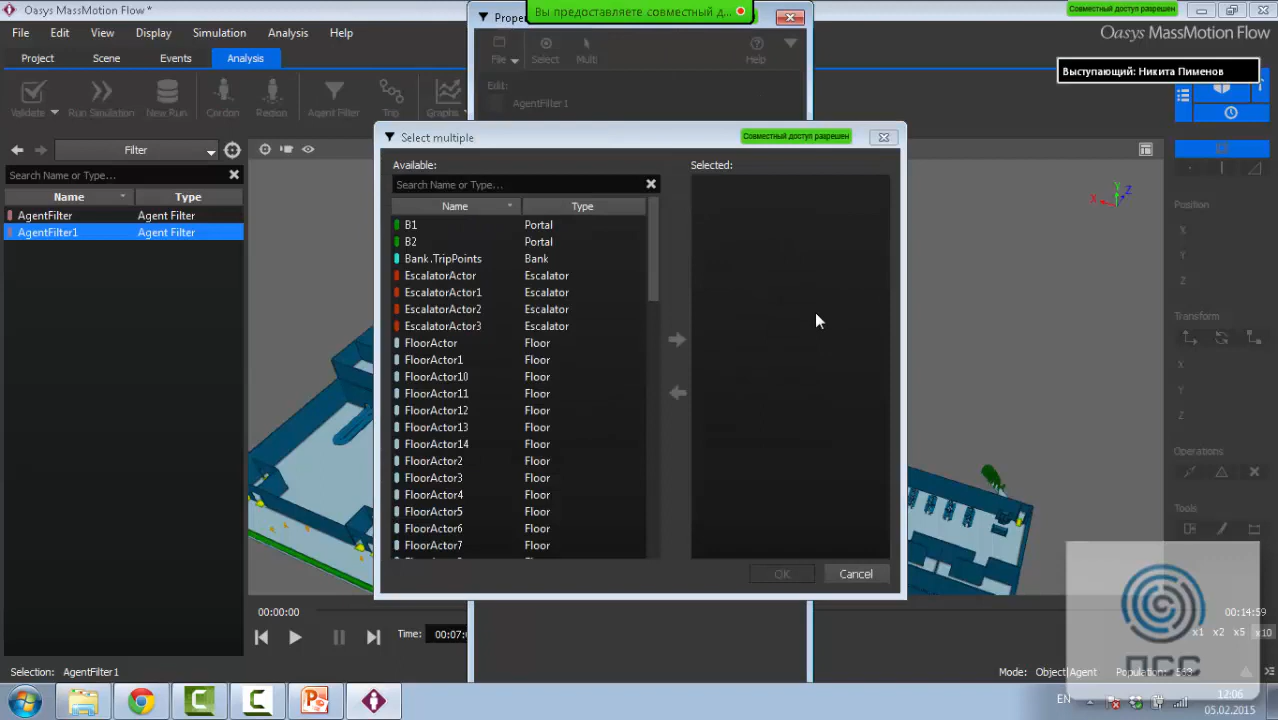 Oasys MassMotion Flow *
Proper
Вы предоставляете совместный д...
Совместный доступ разрешен
File Edit View Display Simulation Analysis Help
Oasys MassMotion Flow
Project Scene Events Analysis
File Select Multi Help
Выступающий: Никита Пименов
Edit:
AgentFilter1
Validate Run Simulation New Run Cordon Region Agent Filter Trip Graphs
Select multiple
Совместный доступ разрешен
Filter
Available:
Selected:
Search Name or Type...
Search Name or Type...
Name Type
Name Type
AgentFilter Agent Filter
AgentFilter1 Agent Filter
B1 Portal
B2 Portal
Bank.TripPoints Bank
EscalatorActor Escalator
EscalatorActor1 Escalator
EscalatorActor2 Escalator
EscalatorActor3 Escalator
FloorActor Floor
FloorActor1 Floor
FloorActor10 Floor
FloorActor11 Floor
FloorActor12 Floor
FloorActor13 Floor
FloorActor14 Floor
FloorActor2 Floor
FloorActor3 Floor
FloorActor4 Floor
FloorActor5 Floor
FloorActor6 Floor
FloorActor7 Floor
OK Cancel
X Y Z
Position
X
Y
Z
Transform
X
Y
Z
Operations
Tools
00:00:00
00:14:59
Time: 00:07:0
x1 x2 x5 x10
Selection: AgentFilter1
Mode: Object|Agent Population:
ПСС
EN
12:06
05.02.2015